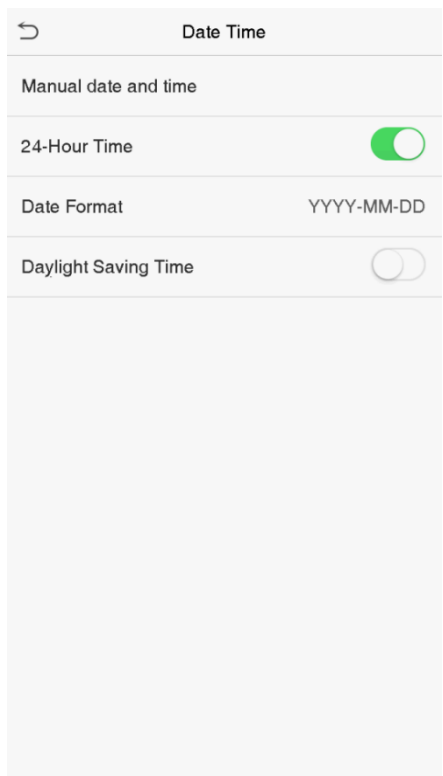 Date Time
Manual date and time
24-Hour Time
Date Format YYYY-MM-DD
Daylight Saving Time